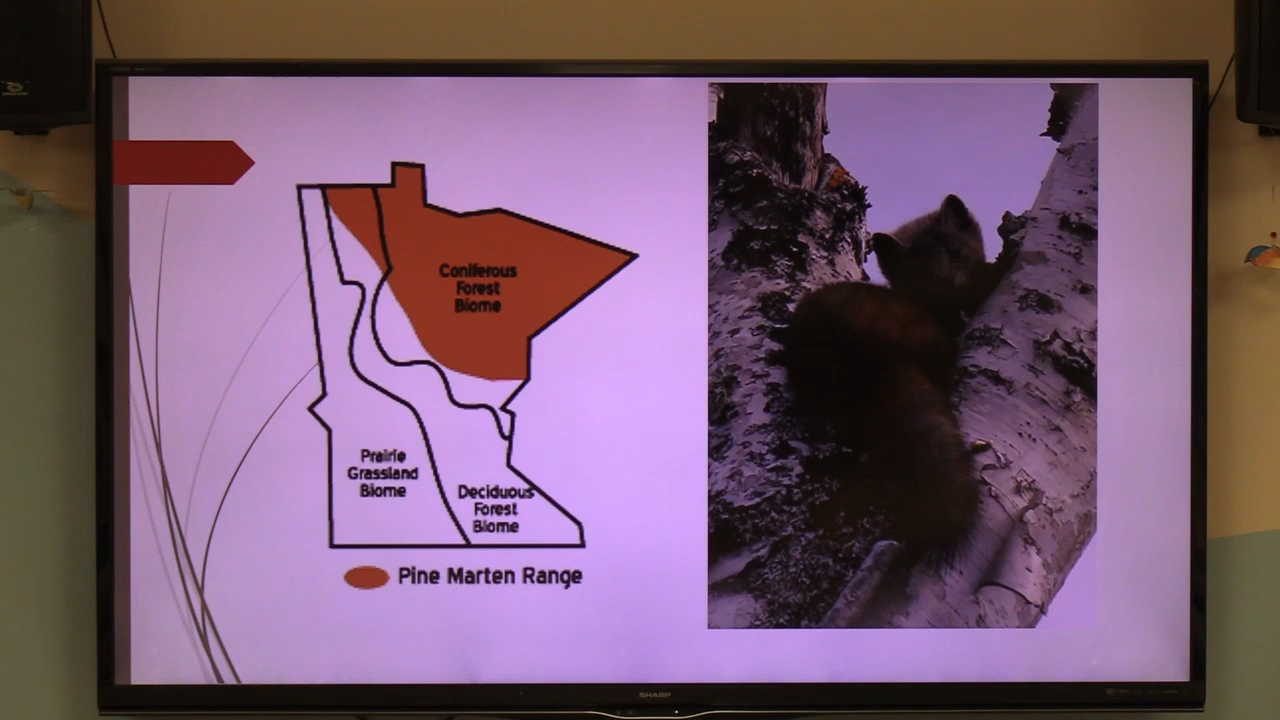 Coniferous
Forest
Biome
Prairie
Grassland
Biome
Deciduous
Forest
Biome
Pine Marten Range
SHARP